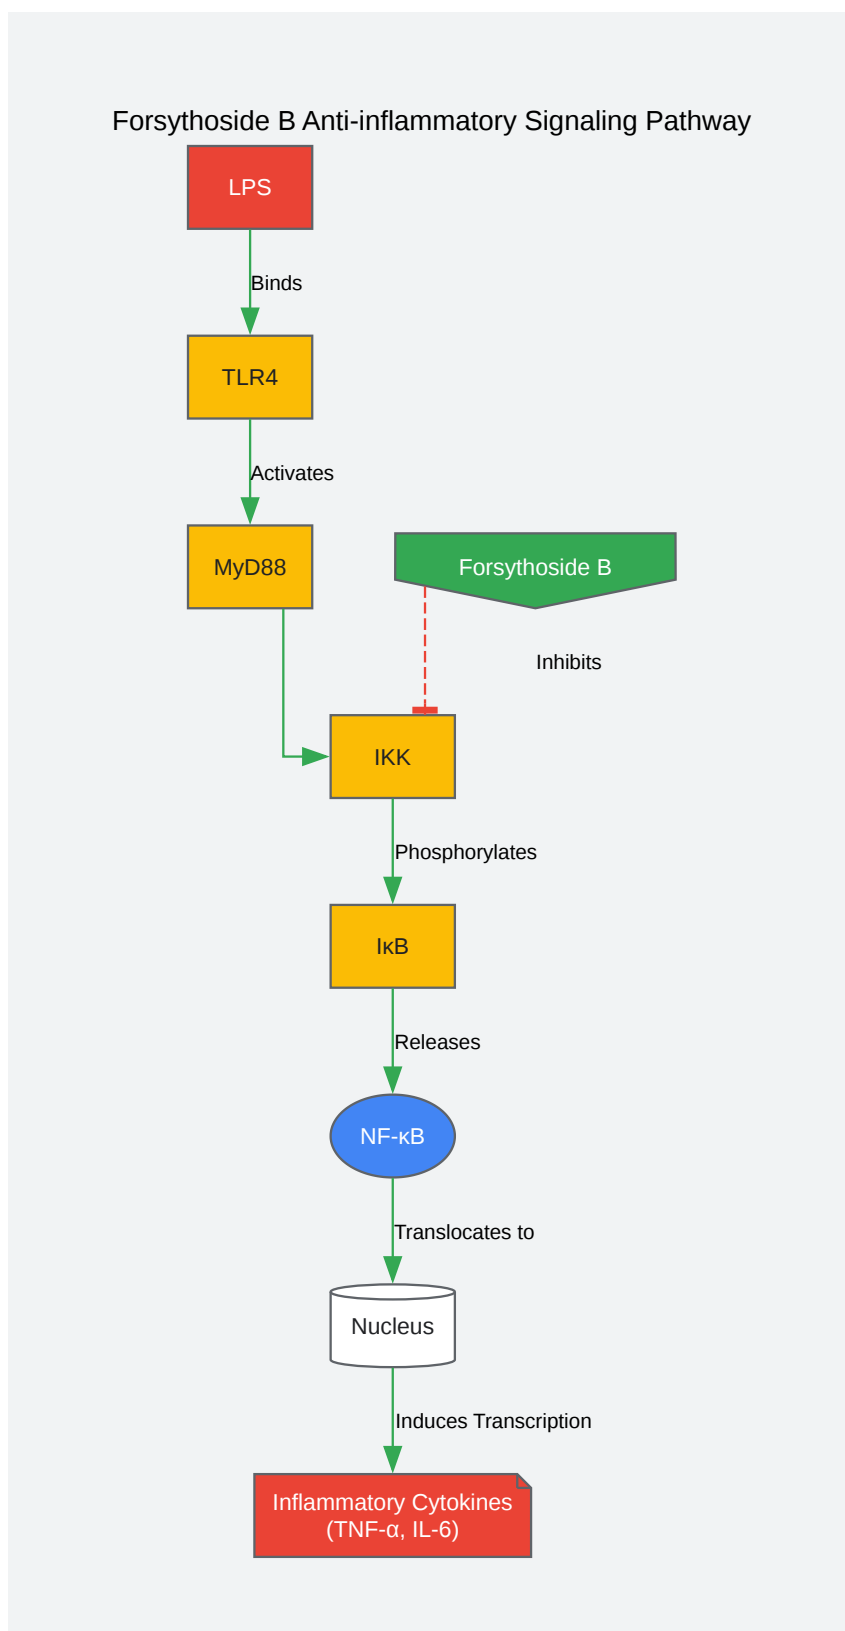 Forsythoside B Anti-inflammatory Signaling Pathway
LPS
Binds
TLR4
Activates
MyD88
Forsythoside B
Inhibits
IKK
Phosphorylates
IκB
Releases
NF-κB
Translocates to
Nucleus
Induces Transcription
Inflammatory Cytokines
(TNF-α, IL-6)